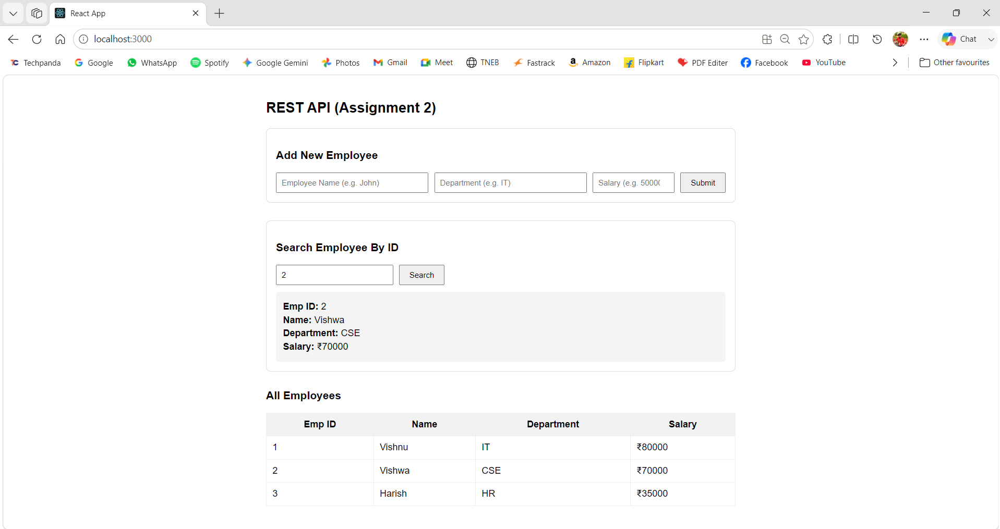 React App
localhost:3000
Chat
Techpanda Google WhatsApp Spotify Google Gemini Photos Gmail Meet TNEB Fastrack Amazon Flipkart PDF Editer Facebook YouTube Other favourites
REST API (Assignment 2)
Add New Employee
Employee Name (e.g. John) Department (e.g. IT) Salary (e.g. 5000 Submit
Search Employee By ID
2 Search
Emp ID: 2
Name: Vishwa
Department: CSE
Salary: ₹70000
All Employees
Emp ID Name Department Salary
1 Vishnu IT ₹80000
2 Vishwa CSE ₹70000
3 Harish HR ₹35000